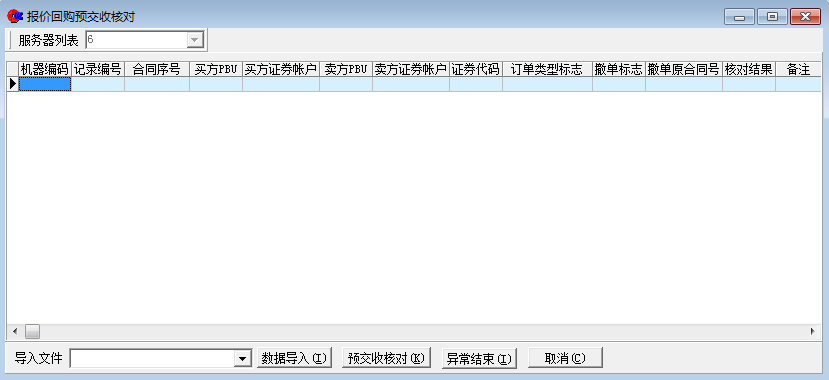 报价回购预交收核对
服务器列表 6
机器编码 记录编号 合同序号 买方PBU 买方证券帐户 卖方PBU 卖方证券帐户 证券代码 订单类型标志 撤单标志 撤单原合同号 核对结果 备注
导入文件 数据导入(I) 预交收核对(K) 异常结束(T) 取消(C)